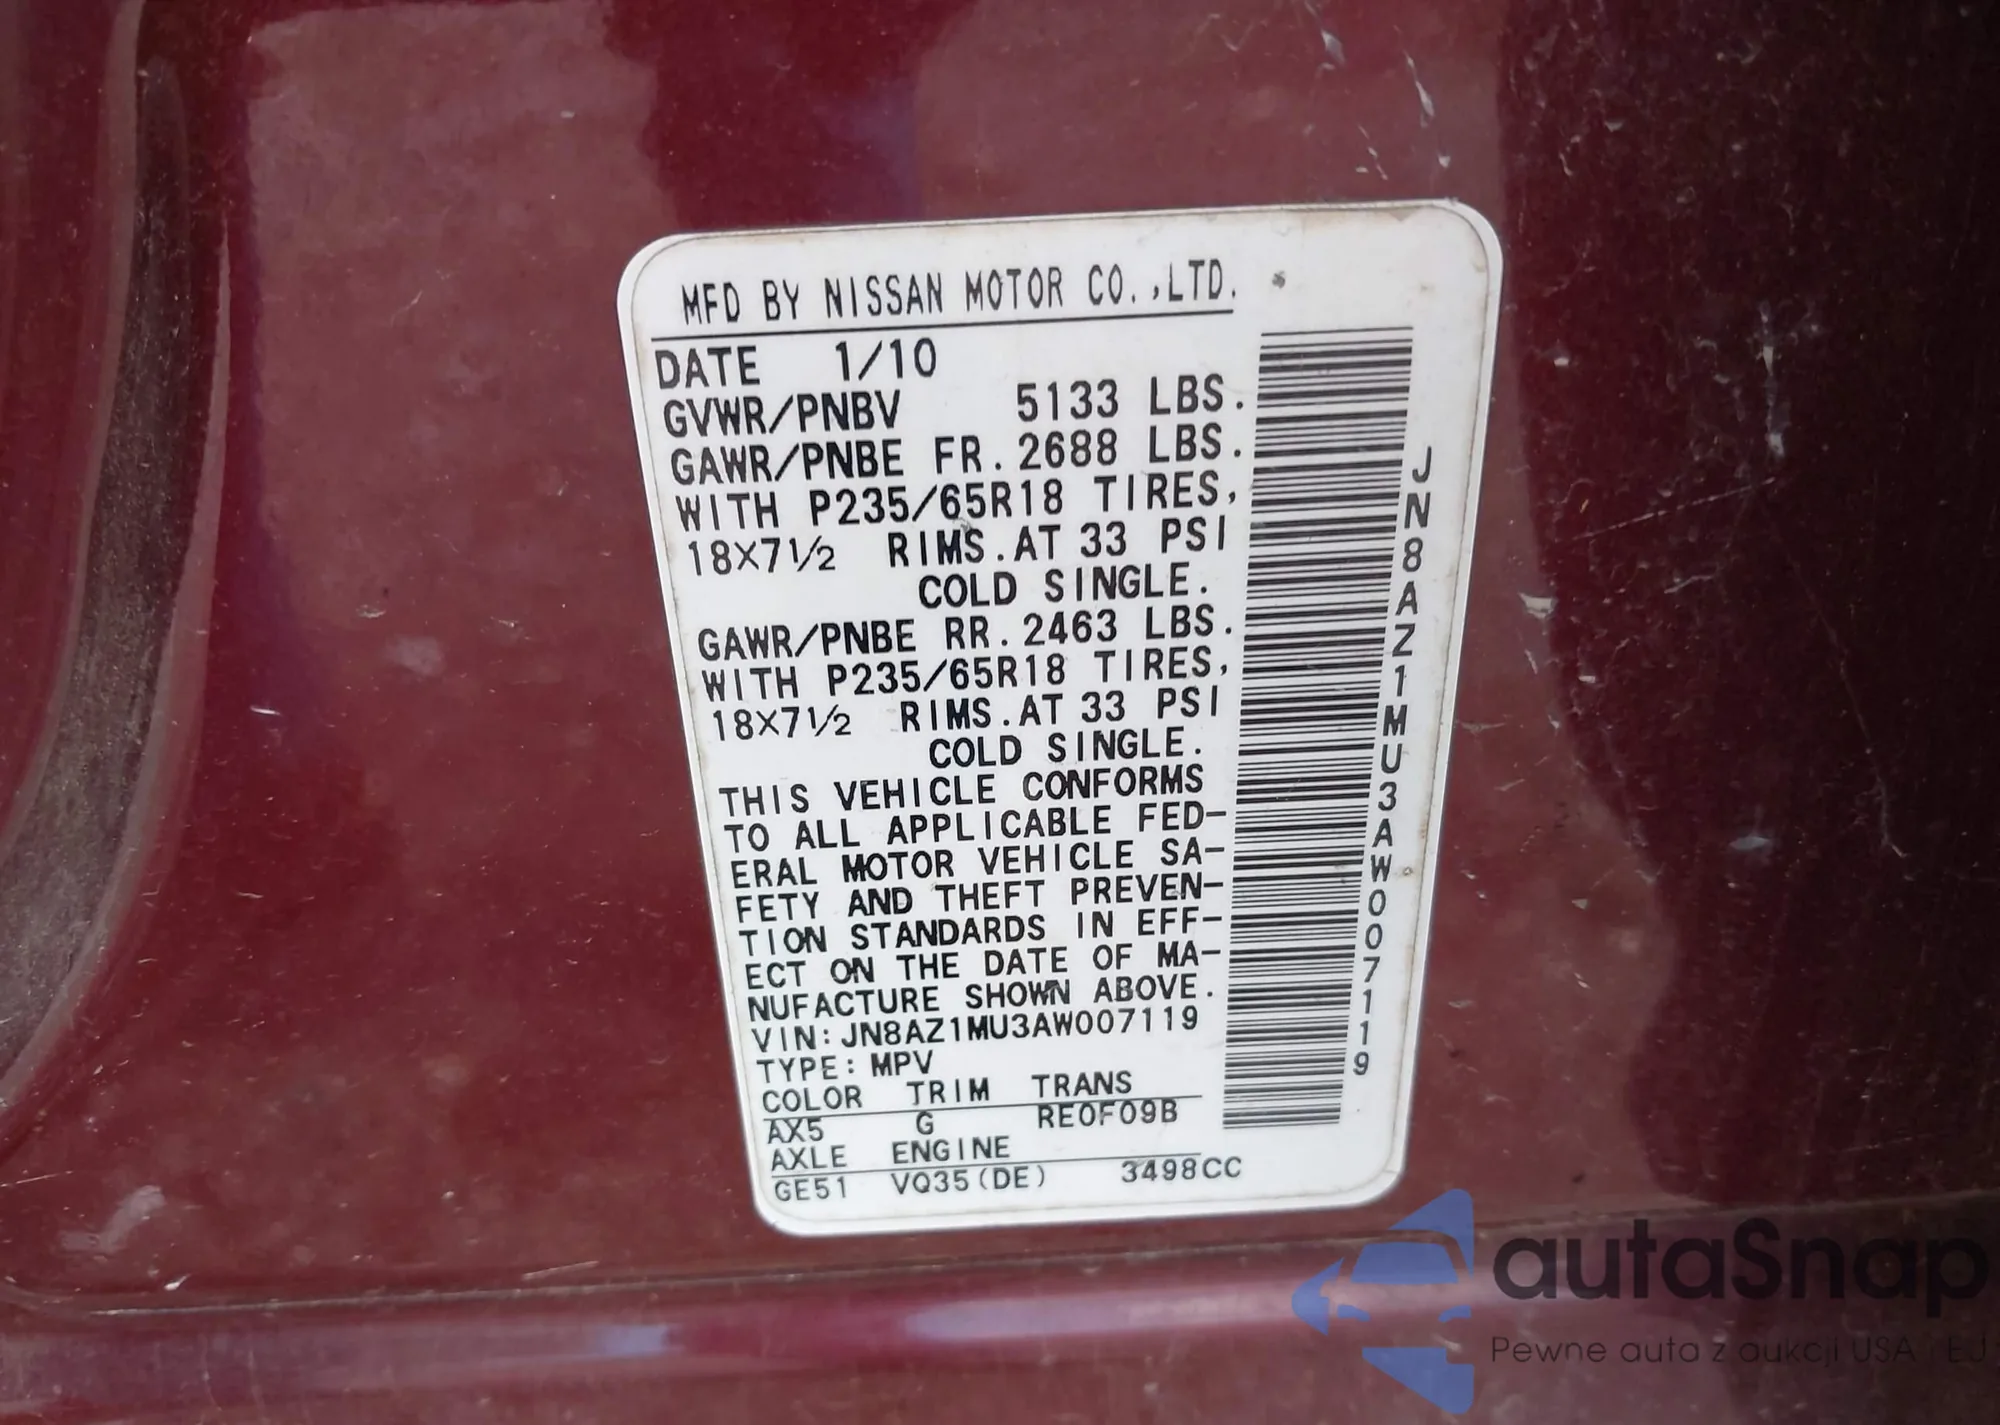 MFD BY NISSAN MOTOR CO.,LTD.
DATE 1/10
GVWR/PNBV 5133 LBS.
GAWR/PNBE FR. 2688 LBS.
WITH P235/65R18 TIRES,
18X7½ RIMS. AT 33 PSI
COLD SINGLE.
GAWR/PNBE RR. 2463 LBS.
WITH P235/65R18 TIRES,
18X7½ RIMS. AT 33 PSI
COLD SINGLE.
THIS VEHICLE CONFORMS
TO ALL APPLICABLE FED-
ERAL MOTOR VEHICLE SA-
FETY AND THEFT PREVEN-
TION STANDARDS IN EFF-
ECT ON THE DATE OF MA-
NUFACTURE SHOWN ABOVE.
VIN: JN8AZ1MU3AW007119
TYPE: MPV
COLOR TRIM TRANS
AX5 G RE0F09B
AXLE ENGINE
GE51 VQ35(DE) 3498CC
JN8AZ1MU3AW007119
autaSnap
Pewne auta z aukcji USA i EU